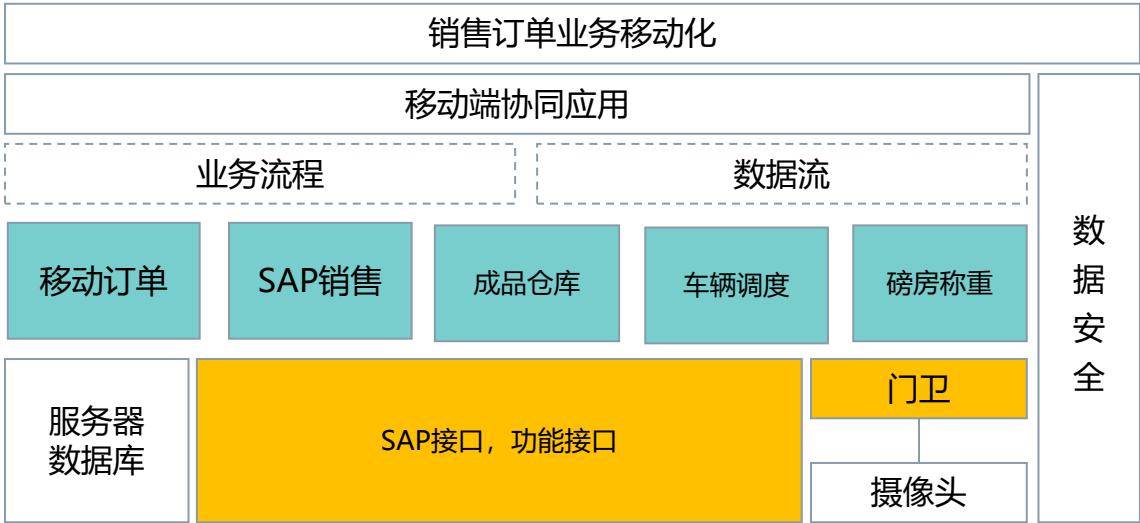 销售订单业务移动化
移动端协同应用
业务流程
数据流
移动订单
SAP销售
成品仓库
车辆调度
磅房称重
服务器
数据库
SAP接口，功能接口
门卫
摄像头
数
据
安
全